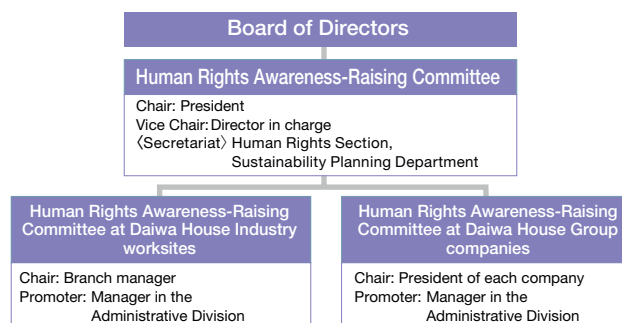 Board of Directors
Human Rights Awareness-Raising Committee
Chair: President
Vice Chair: Director in charge
〈Secretariat〉 Human Rights Section,
Sustainability Planning Department
Human Rights Awareness-Raising
Committee at Daiwa House Industry
worksites
Chair: Branch manager
Promoter: Manager in the
Administrative Division
Human Rights Awareness-Raising
Committee at Daiwa House Group
companies
Chair: President of each company
Promoter: Manager in the
Administrative Division